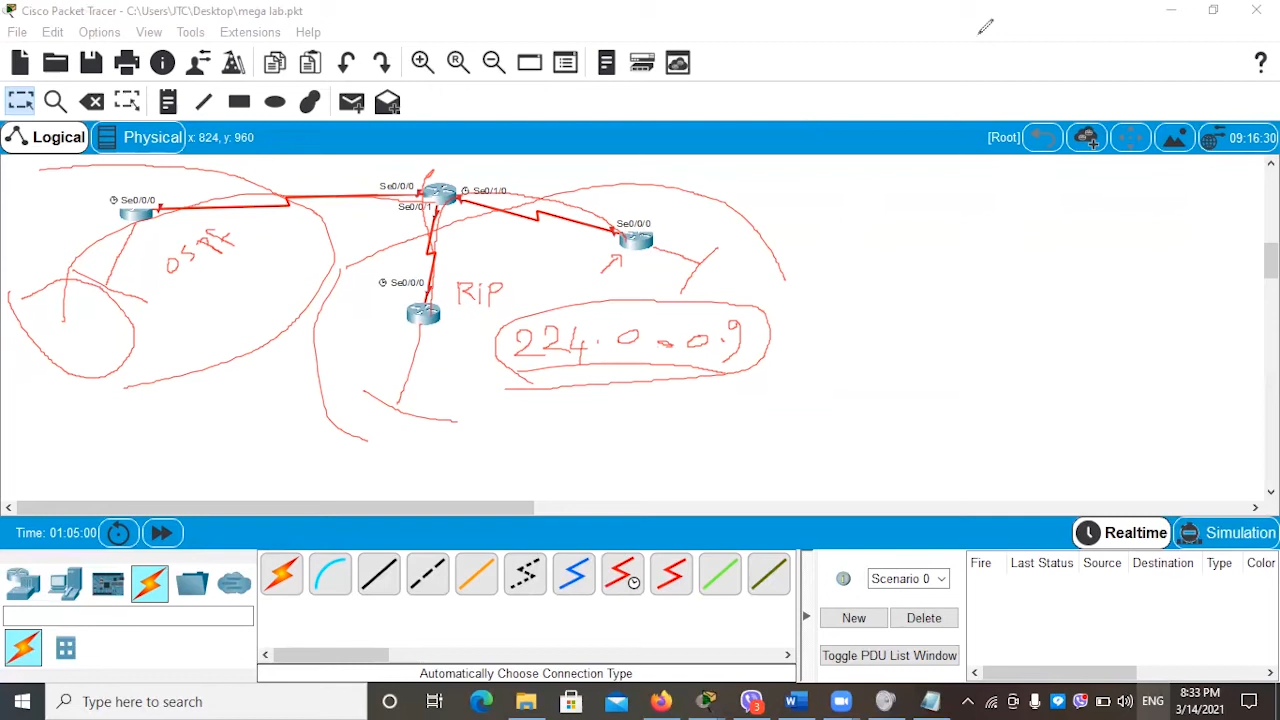 Cisco Packet Tracer - C:\Users\JTC\Desktop\mega lab.pkt
File Edit Options View Tools Extensions Help
Logical Physical x: 824, y: 960 [Root] 09:16:30
Se0/0/0 Se0/1/0
Se0/0/0
Se0/0/1
Se0/0/0
ospf
Se0/0/0
RIP
224.0.0.9
Time: 01:05:00 Realtime Simulation
Scenario 0
Fire Last Status Source Destination Type Color
New Delete
Toggle PDU List Window
Automatically Choose Connection Type
Type here to search
3
ENG
8:33 PM
3/14/2021